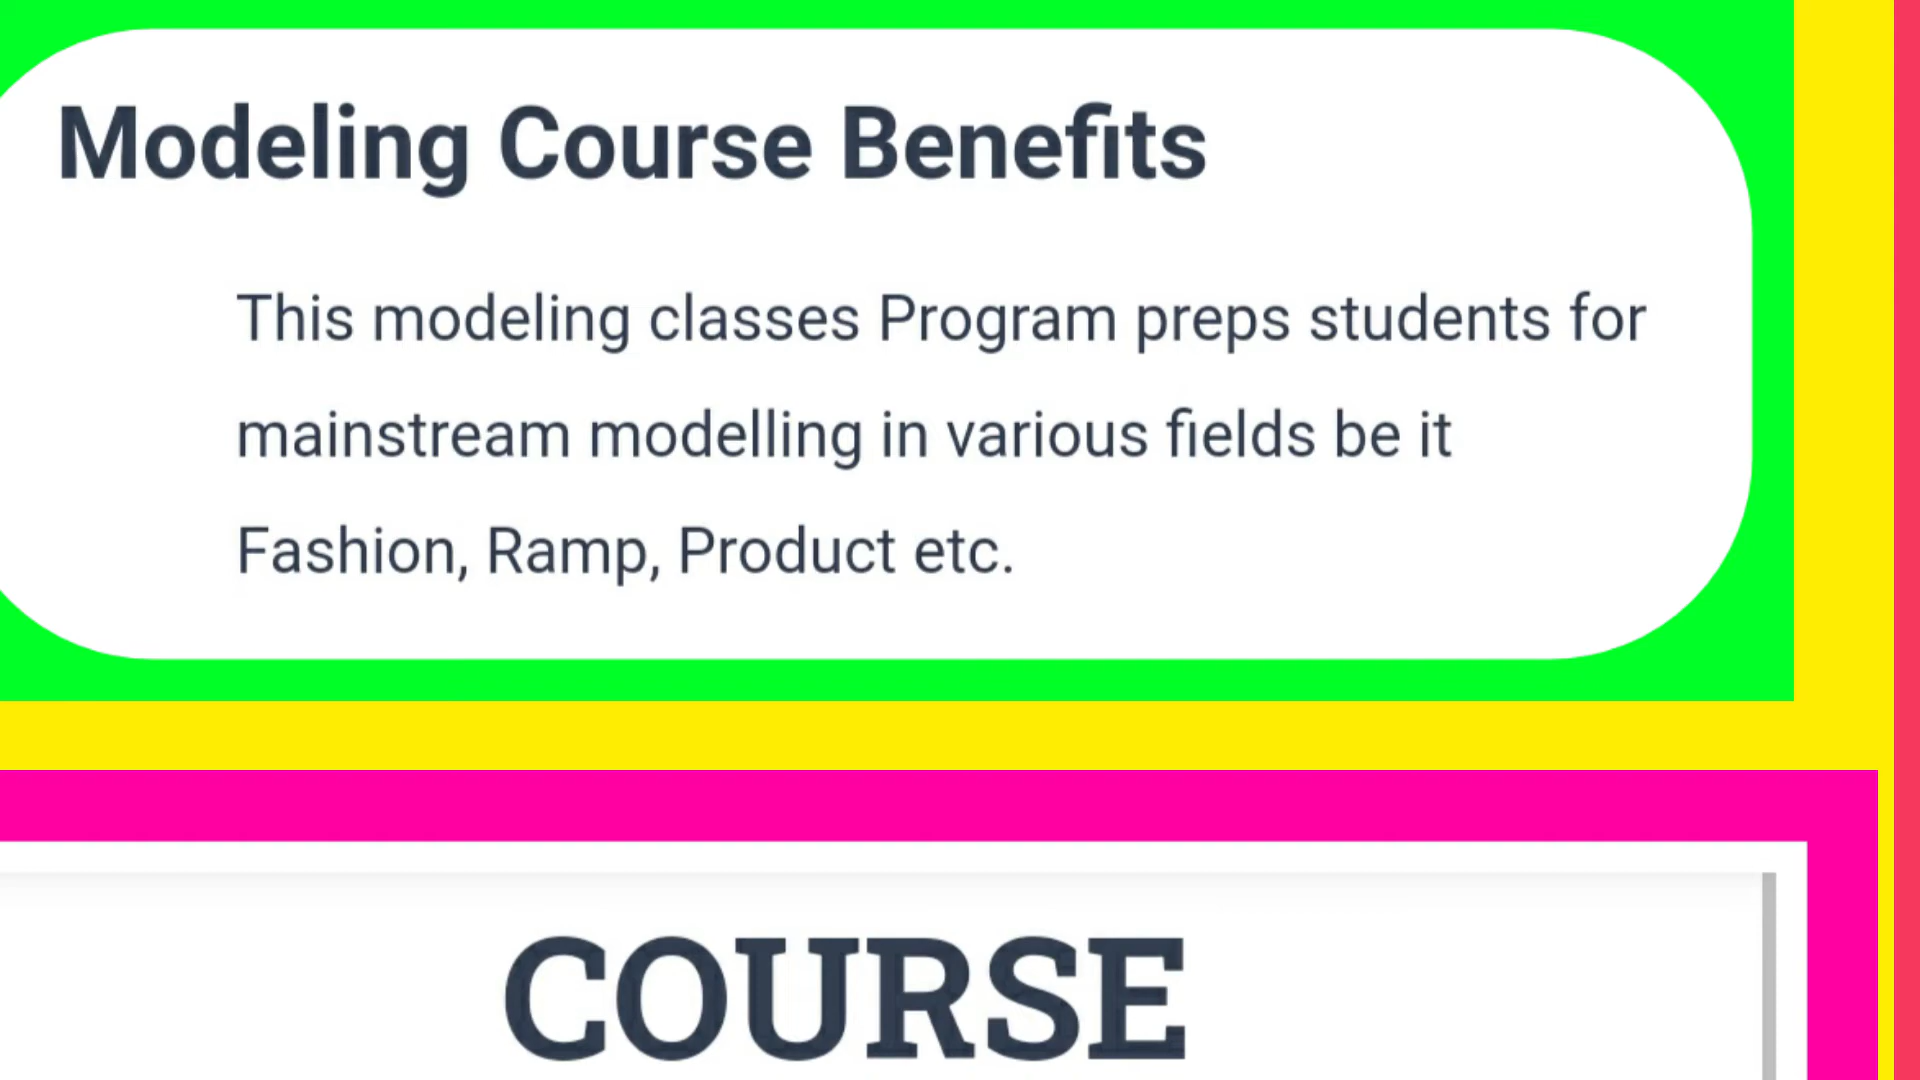 Modeling Course Benefits
This modeling classes Program preps students for
mainstream modelling in various fields be it
Fashion, Ramp, Product etc.
COURSE